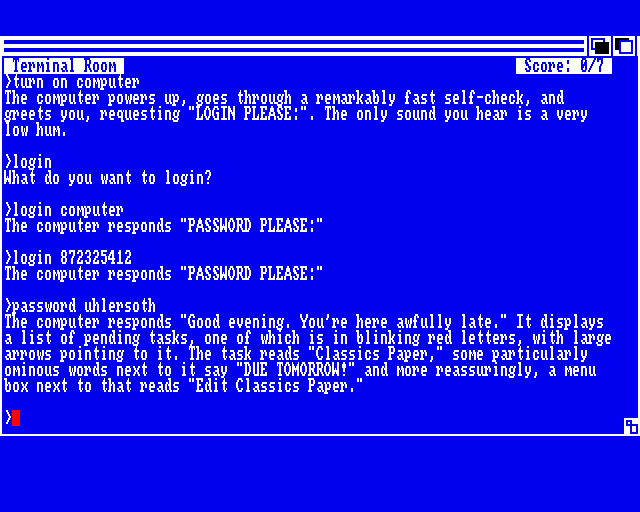 Terminal Room Score: 0/7
>turn on computer
The computer powers up, goes through a remarkably fast self-check, and
greets you, requesting "LOGIN PLEASE:". The only sound you hear is a very
low hum.
>login
What do you want to login?
>login computer
The computer responds "PASSWORD PLEASE:"
>login 872325412
The computer responds "PASSWORD PLEASE:"
>password uhlersoth
The computer responds "Good evening. You're here awfully late." It displays
a list of pending tasks, one of which is in blinking red letters, with large
arrows pointing to it. The task reads "Classics Paper," some particularly
ominous words next to it say "DUE TOMORROW!" and more reassuringly, a menu
box next to that reads "Edit Classics Paper."
>